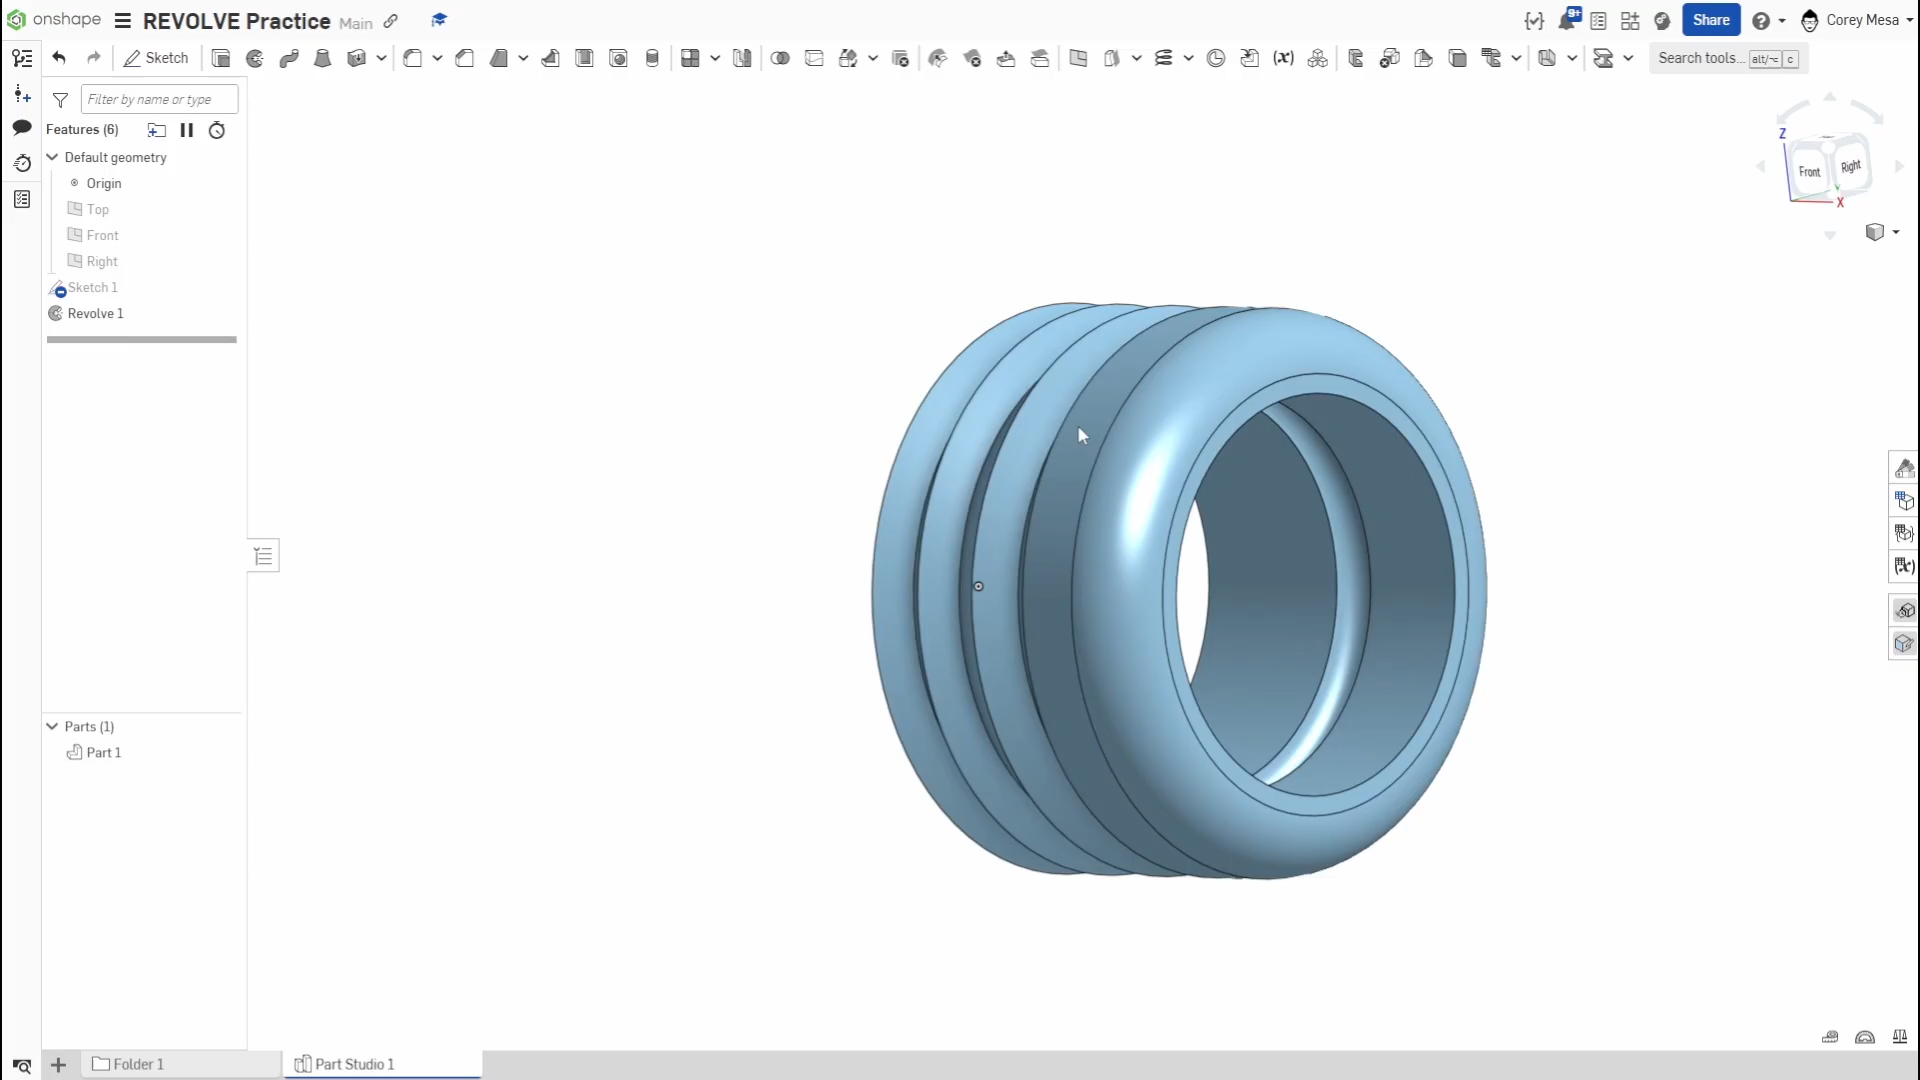 onshape REVOLVE Practice Main 9+ Share Corey Mesa
Sketch (x) Search tools... alt/⌥ c
Filter by name or type
Features (6)
Default geometry
Origin
Top
Front
Right
Sketch 1
Revolve 1
Z
Front Right
X
(x)
Parts (1)
Part 1
Folder 1 Part Studio 1